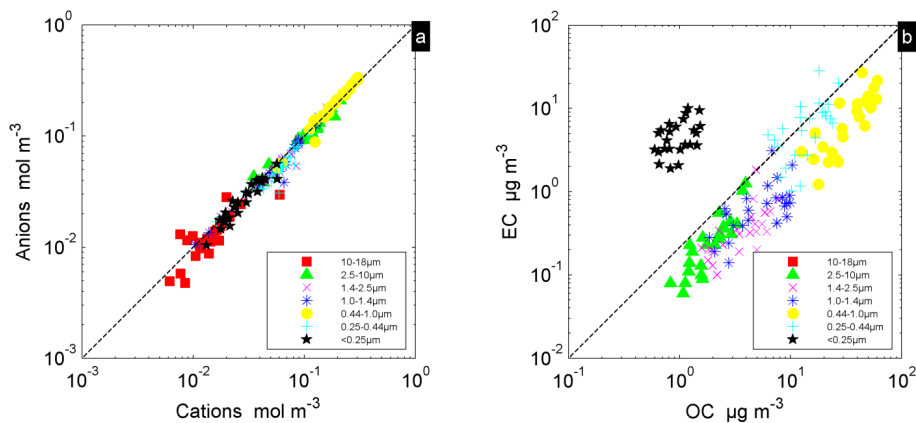 a
10⁰
10⁻¹
10⁻²
10⁻³
Anions mol m⁻³
10⁻³ 10⁻² 10⁻¹ 10⁰
Cations mol m⁻³
10-18µm
2.5-10µm
1.4-2.5µm
1.0-1.4µm
0.44-1.0µm
0.25-0.44µm
<0.25µm
b
10²
10¹
10⁰
10⁻¹
10⁻²
EC µg m⁻³
10⁻¹ 10⁰ 10¹ 10²
OC µg m⁻³
10-18µm
2.5-10µm
1.4-2.5µm
1.0-1.4µm
0.44-1.0µm
0.25-0.44µm
<0.25µm